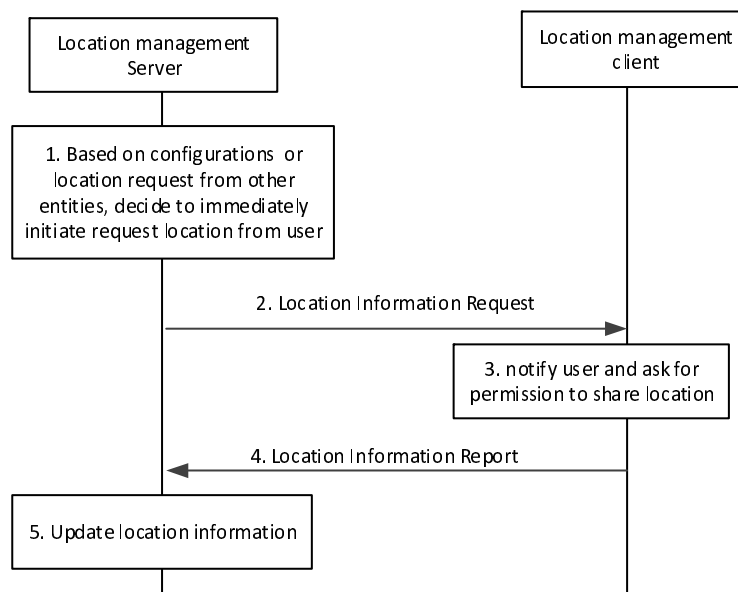 Location management
Server
Location management
client
1. Based on configurations or
location request from other
entities, decide to immediately
initiate request location from user
2. Location Information Request
3. notify user and ask for
permission to share location
4. Location Information Report
5. Update location information